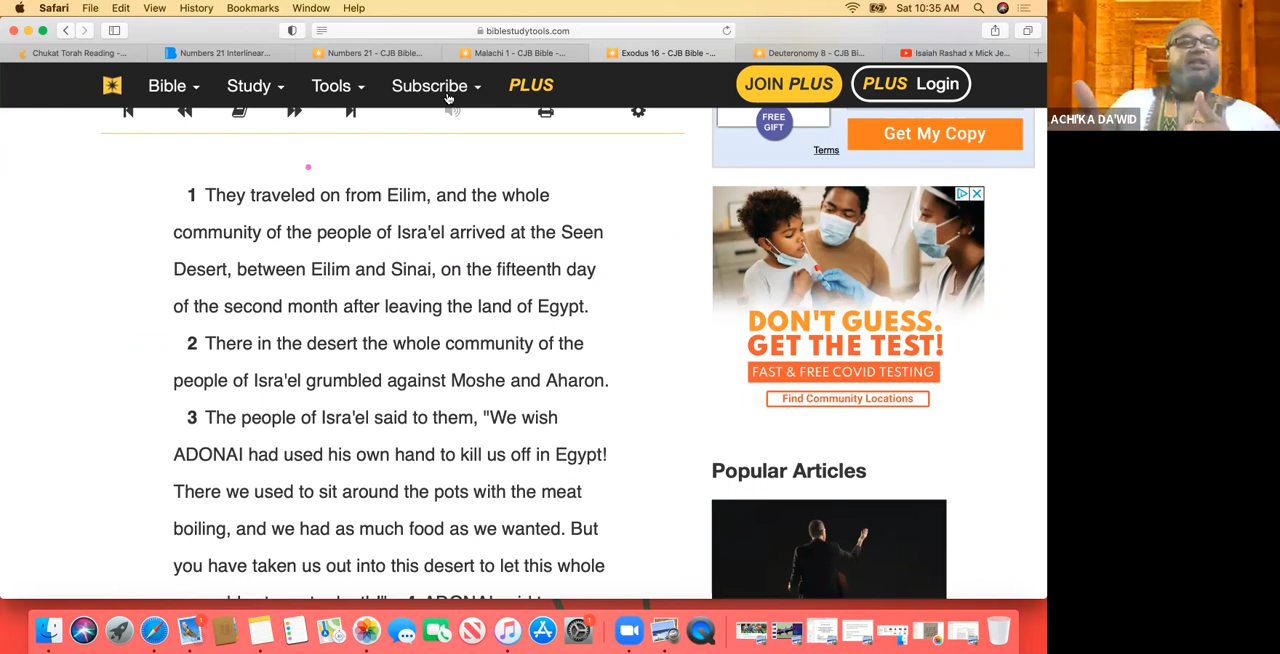 Safari File Edit View History Bookmarks Window Help
Sat 10:35 AM
biblestudytools.com
Chukat Torah Reading -...
Numbers 21 Interlinear...
Numbers 21 - CJB Bible...
Malachi 1 - CJB Bible -...
Exodus 16 - CJB Bible -...
Deuteronomy 8 - CJB Bi...
Isaiah Rashad x Mick Je...
Bible Study Tools Subscribe PLUS
JOIN PLUS
PLUS Login
ACHI'KA DA'WID
FREE
GIFT
Get My Copy
Terms
1 They traveled on from Eilim, and the whole
community of the people of Isra'el arrived at the Seen
Desert, between Eilim and Sinai, on the fifteenth day
of the second month after leaving the land of Egypt.
2 There in the desert the whole community of the
people of Isra'el grumbled against Moshe and Aharon.
3 The people of Isra'el said to them, "We wish
ADONAI had used his own hand to kill us off in Egypt!
There we used to sit around the pots with the meat
boiling, and we had as much food as we wanted. But
you have taken us out into this desert to let this whole
DON'T GUESS.
GET THE TEST!
FAST & FREE COVID TESTING
Find Community Locations
Popular Articles